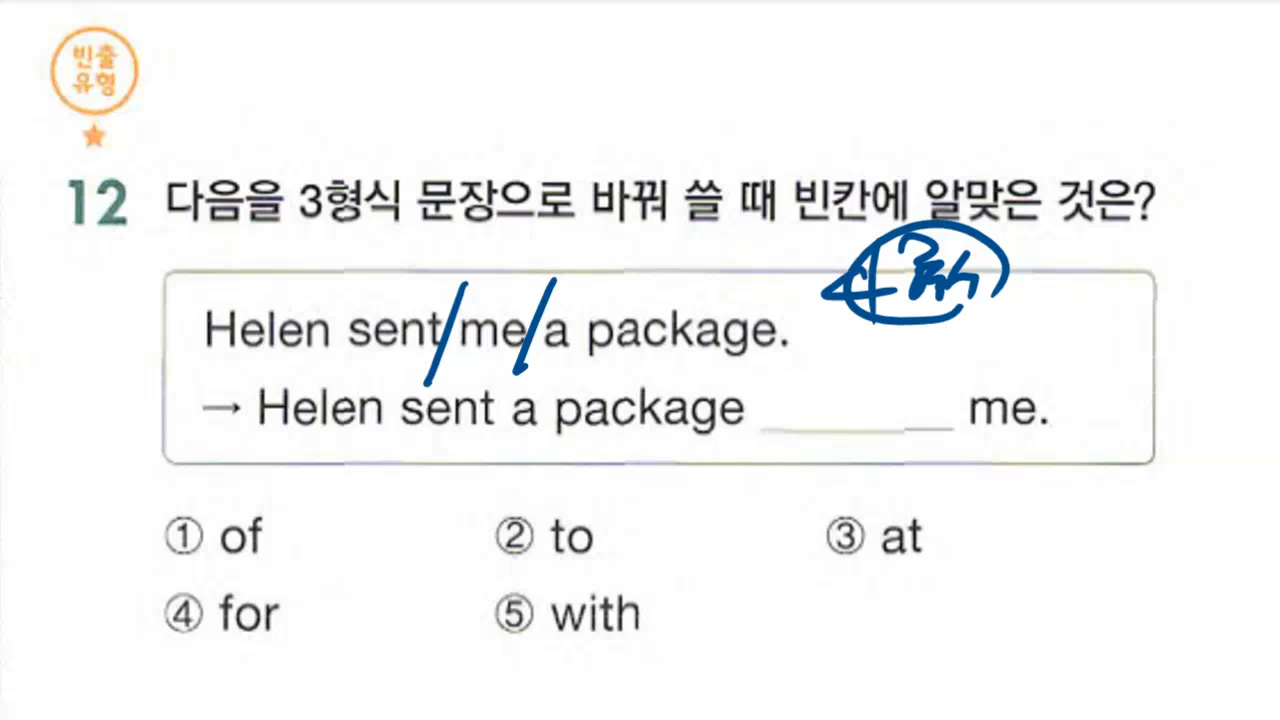 빈출
유형
12 다음을 3형식 문장으로 바꿔 쓸 때 빈칸에 알맞은 것은?
Helen sent me a package.
→ Helen sent a package ________ me.
① of ② to ③ at
④ for ⑤ with